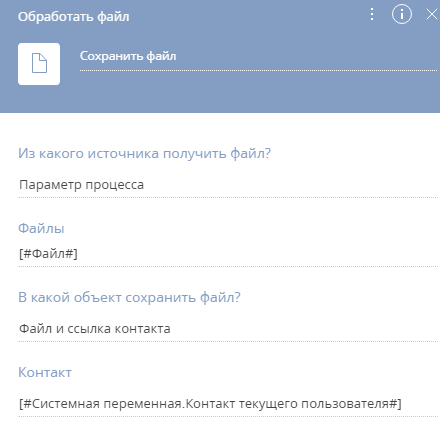 Обработать файл
Сохранить файл
Из какого источника получить файл?
Параметр процесса
Файлы
[#Файл#]
В какой объект сохранить файл?
Файл и ссылка контакта
Контакт
[#Системная переменная.Контакт текущего пользователя#]